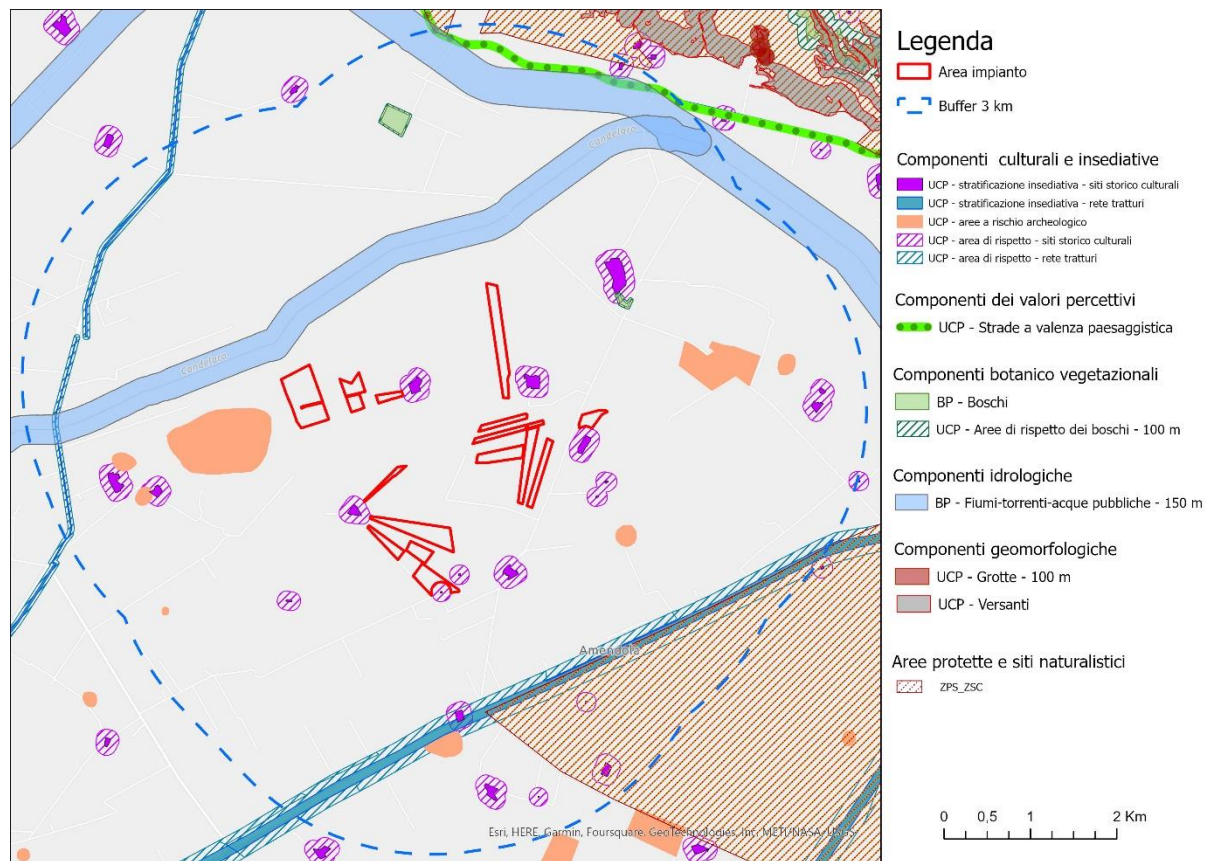 Candelaro
Candelaro
Amendola
Esri, HERE, Garmin, Foursquare, GeoTechnologies, Inc, METI/NASA, USGS
Legenda
Area impianto
Buffer 3 km
Componenti culturali e insediative
UCP - stratificazione insediativa - siti storico culturali
UCP - stratificazione insediativa - rete tratturi
UCP - aree a rischio archeologico
UCP - area di rispetto - siti storico culturali
UCP - area di rispetto - rete tratturi
Componenti dei valori percettivi
UCP - Strade a valenza paesaggistica
Componenti botanico vegetazionali
BP - Boschi
UCP - Aree di rispetto dei boschi - 100 m
Componenti idrologiche
BP - Fiumi-torrenti-acque pubbliche - 150 m
Componenti geomorfologiche
UCP - Grotte - 100 m
UCP - Versanti
Aree protette e siti naturalistici
ZPS_ZSC
0 0,5 1 2 Km